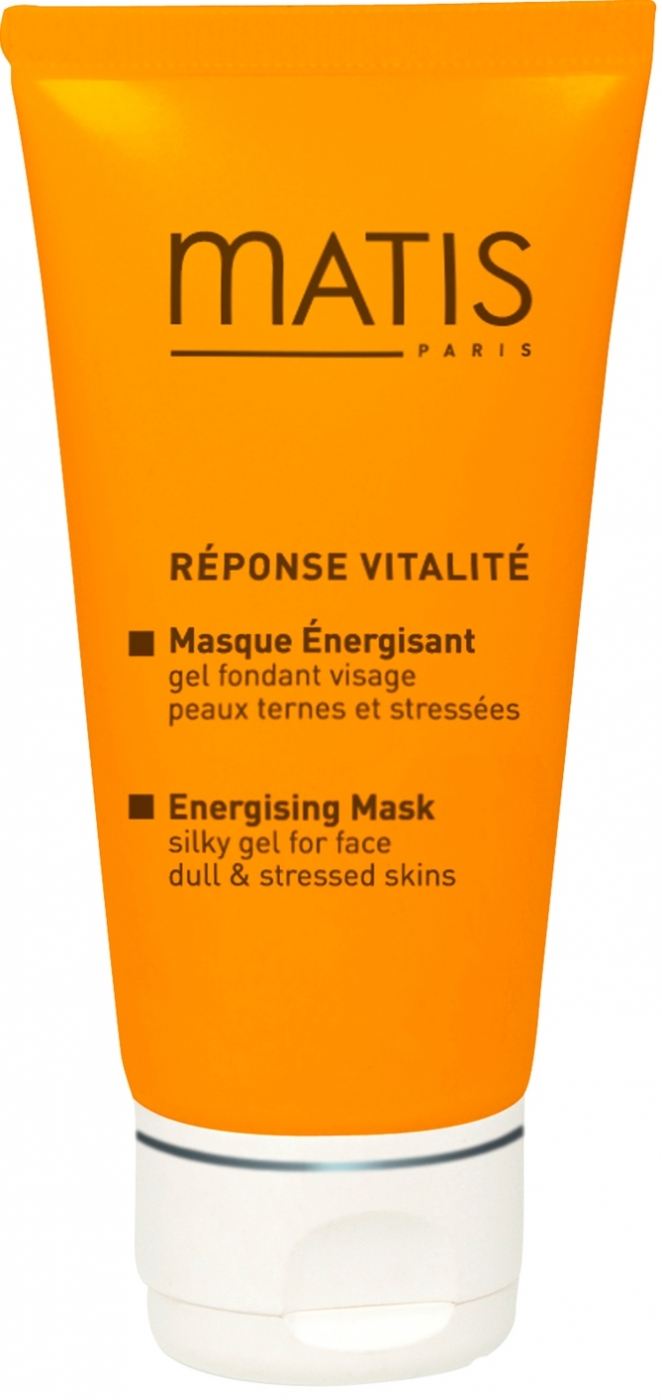 MATIS
PARIS
RÉPONSE VITALITÉ
Masque Énergisant
gel fondant visage
peaux ternes et stressées
Energising Mask
silky gel for face
dull & stressed skins